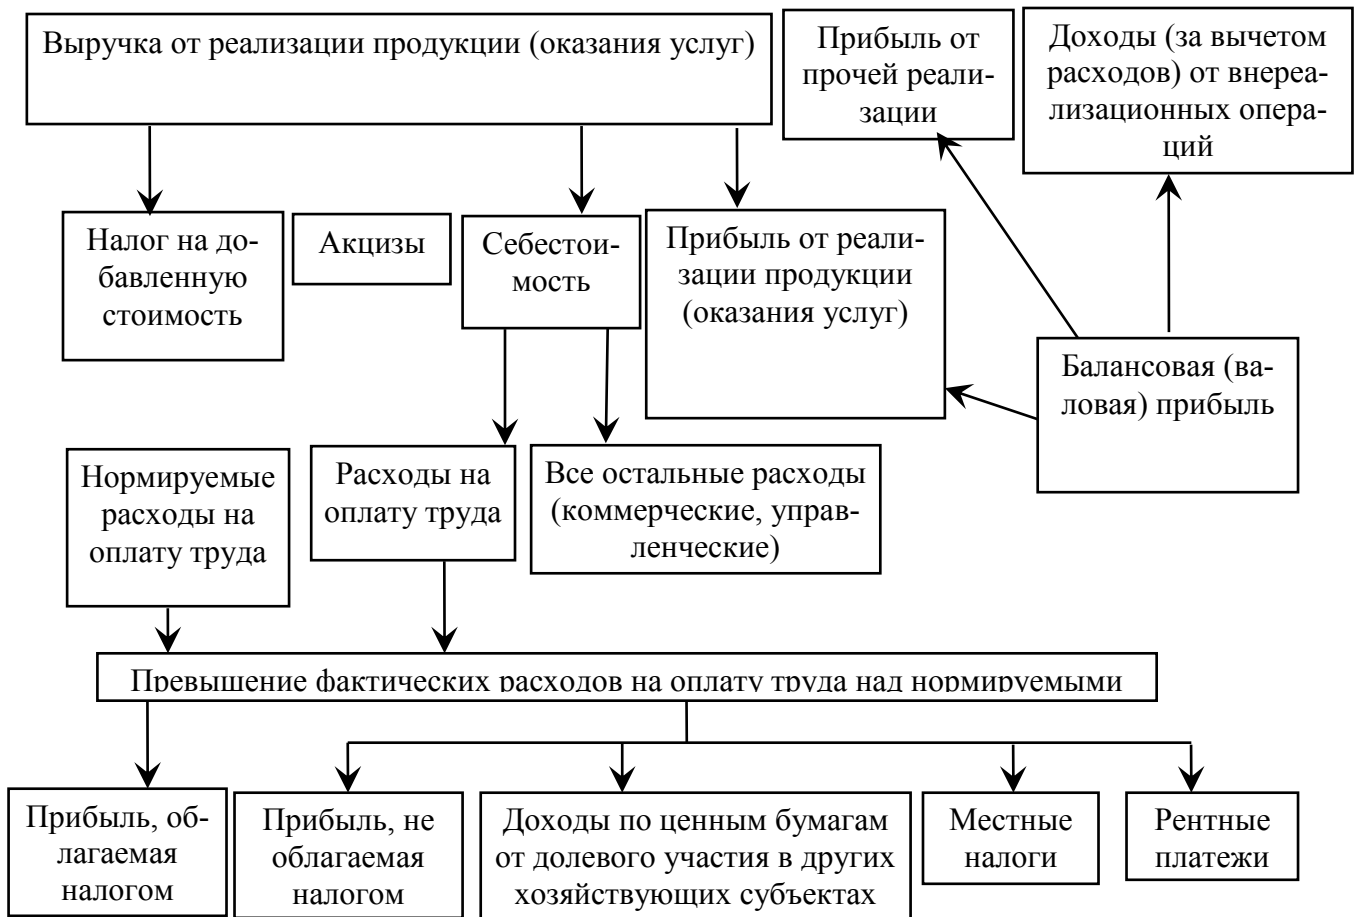 Выручка от реализации продукции (оказания услуг)
Прибыль от
прочей реали-
зации
Доходы (за вычетом
расходов) от внереа-
лизационных опера-
ций
Налог на до-
бавленную
стоимость
Акцизы
Себестои-
мость
Прибыль от реали-
зации продукции
(оказания услуг)
Балансовая (ва-
ловая) прибыль
Нормируемые
расходы на
оплату труда
Расходы на
оплату труда
Все остальные расходы
(коммерческие, управ-
ленческие)
Превышение фактических расходов на оплату труда над нормируемыми
Прибыль, об-
лагаемая
налогом
Прибыль, не
облагаемая
налогом
Доходы по ценным бумагам
от долевого участия в других
хозяйствующих субъектах
Местные
налоги
Рентные
платежи